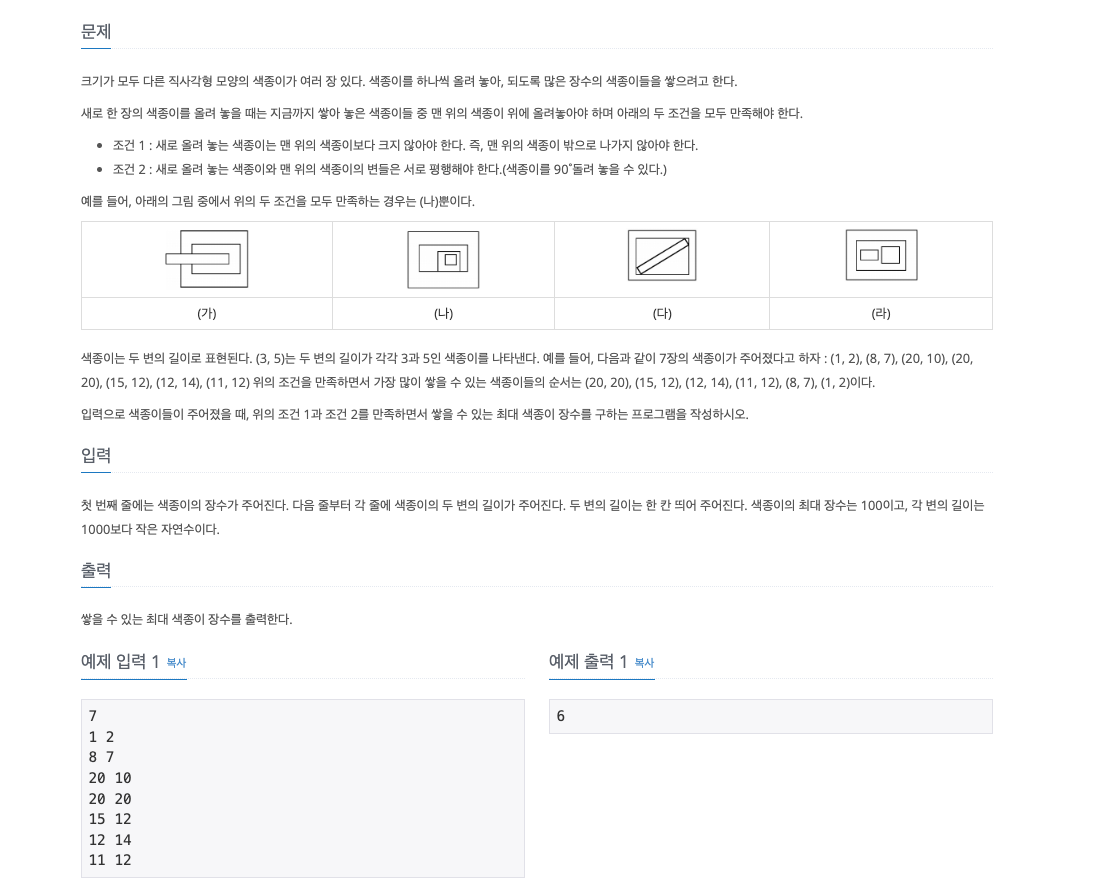 문제
크기가 모두 다른 직사각형 모양의 색종이가 여러 장 있다. 색종이를 하나씩 올려 놓아, 되도록 많은 장수의 색종이들을 쌓으려고 한다.
새로 한 장의 색종이를 올려 놓을 때는 지금까지 쌓아 놓은 색종이들 중 맨 위의 색종이 위에 올려놓아야 하며 아래의 두 조건을 모두 만족해야 한다.
• 조건 1 : 새로 올려 놓는 색종이는 맨 위의 색종이보다 크지 않아야 한다. 즉, 맨 위의 색종이 밖으로 나가지 않아야 한다.
• 조건 2 : 새로 올려 놓는 색종이와 맨 위의 색종이의 변들은 서로 평행해야 한다.(색종이를 90˚돌려 놓을 수 있다.)
예를 들어, 아래의 그림 중에서 위의 두 조건을 모두 만족하는 경우는 (나)뿐이다.
(가) (나) (다) (라)
색종이는 두 변의 길이로 표현된다. (3, 5)는 두 변의 길이가 각각 3과 5인 색종이를 나타낸다. 예를 들어, 다음과 같이 7장의 색종이가 주어졌다고 하자 : (1, 2), (8, 7), (20, 10), (20,
20), (15, 12), (12, 14), (11, 12) 위의 조건을 만족하면서 가장 많이 쌓을 수 있는 색종이들의 순서는 (20, 20), (15, 12), (12, 14), (11, 12), (8, 7), (1, 2)이다.
입력으로 색종이들이 주어졌을 때, 위의 조건 1과 조건 2를 만족하면서 쌓을 수 있는 최대 색종이 장수를 구하는 프로그램을 작성하시오.
입력
첫 번째 줄에는 색종이의 장수가 주어진다. 다음 줄부터 각 줄에 색종이의 두 변의 길이가 주어진다. 두 변의 길이는 한 칸 띄어 주어진다. 색종이의 최대 장수는 100이고, 각 변의 길이는
1000보다 작은 자연수이다.
출력
쌓을 수 있는 최대 색종이 장수를 출력한다.
예제 입력 1 복사
7
1 2
8 7
20 10
20 20
15 12
12 14
11 12
예제 출력 1 복사
6